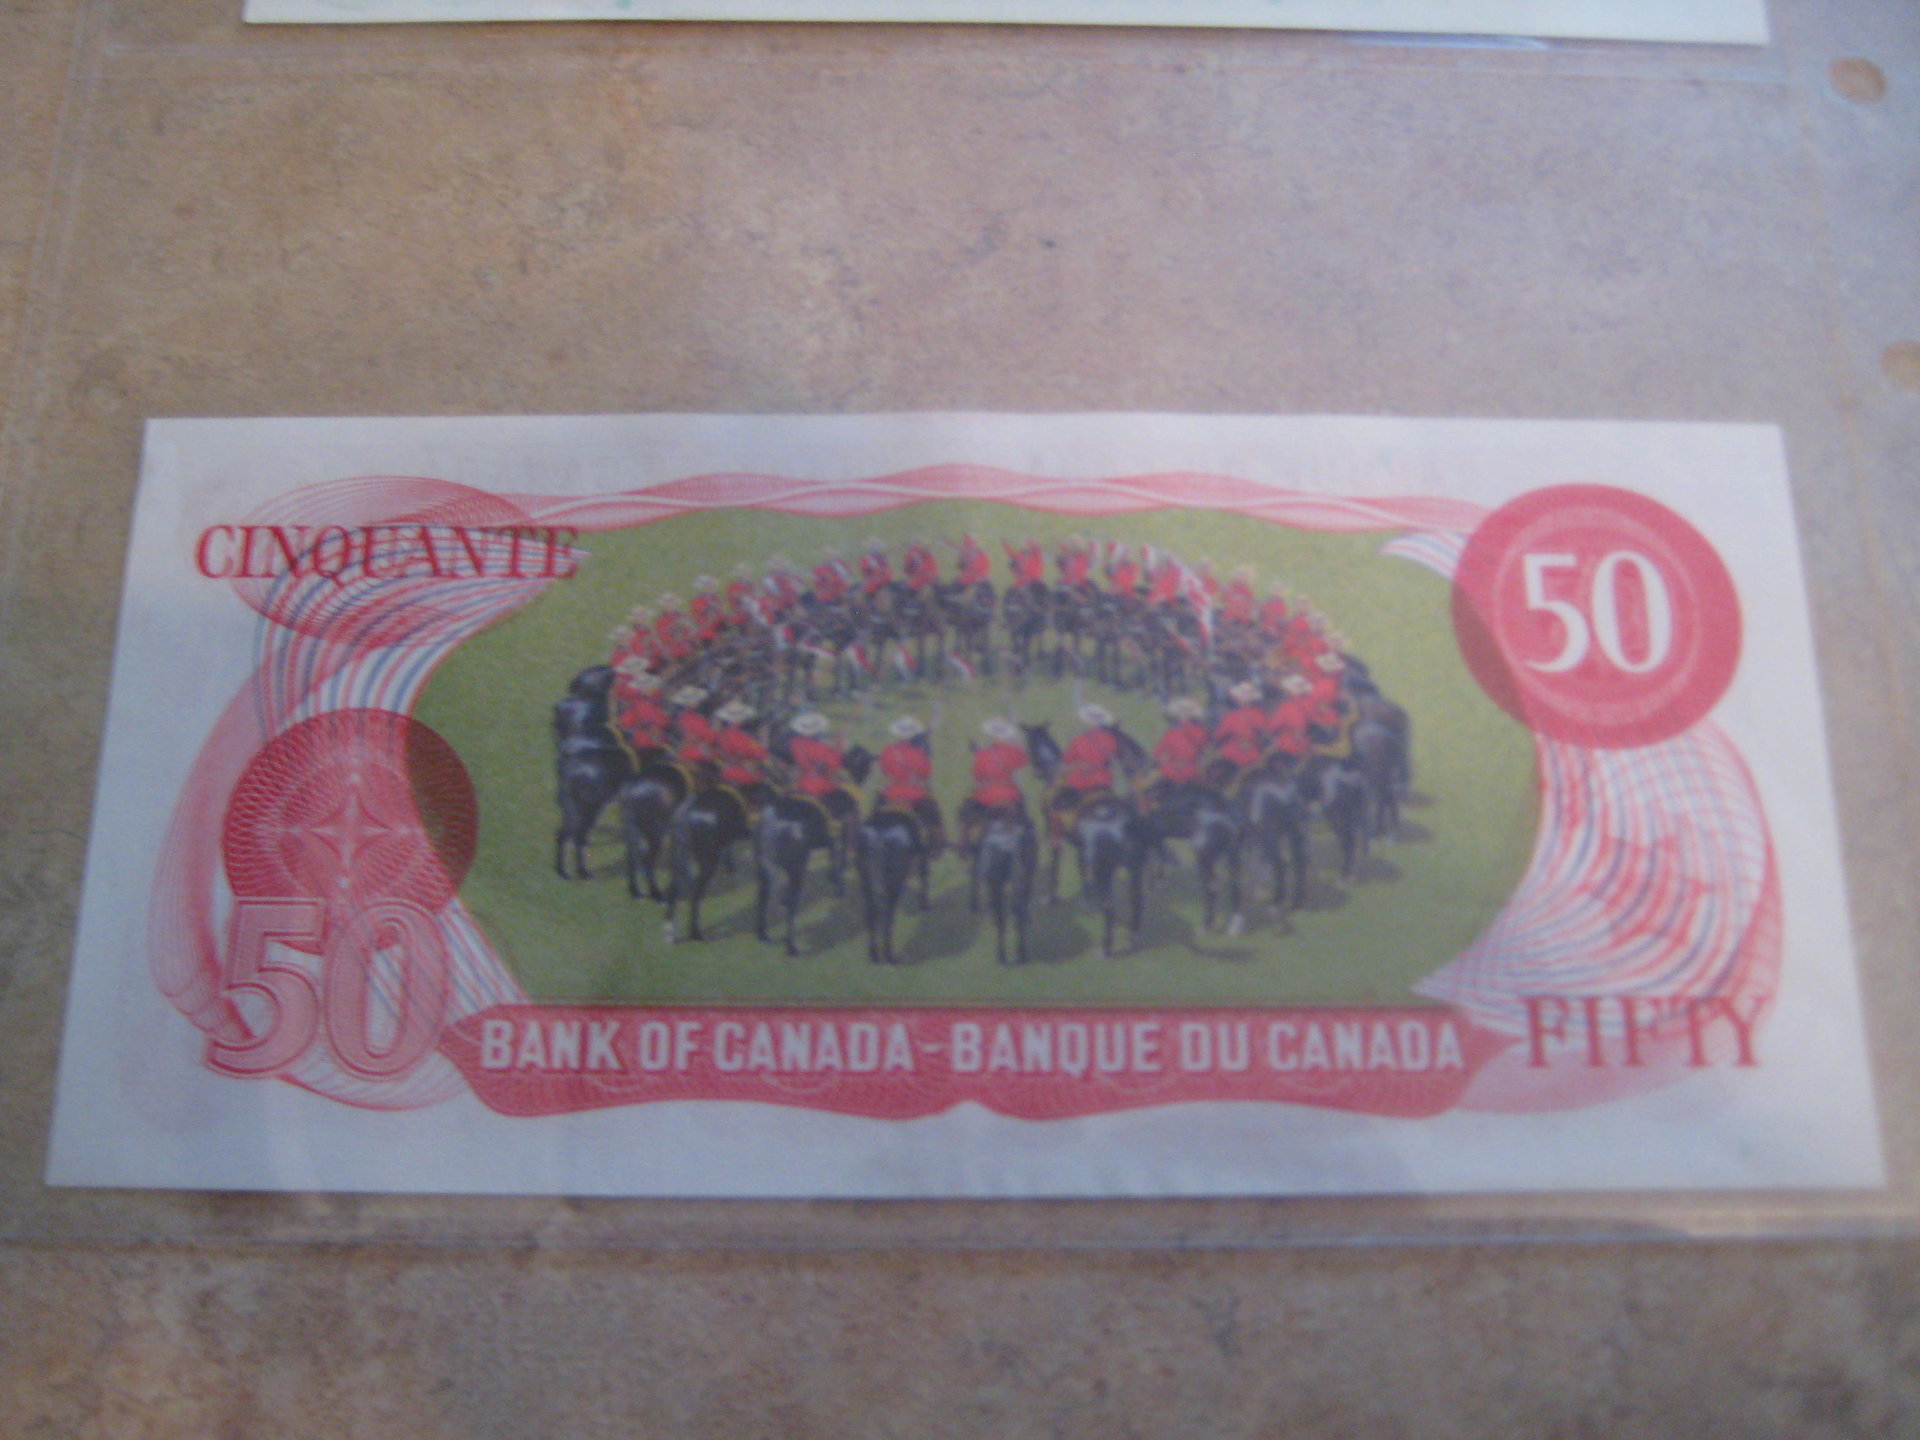 CINQUANTE
50
50
BANK OF CANADA - BANQUE DU CANADA
FIFTY